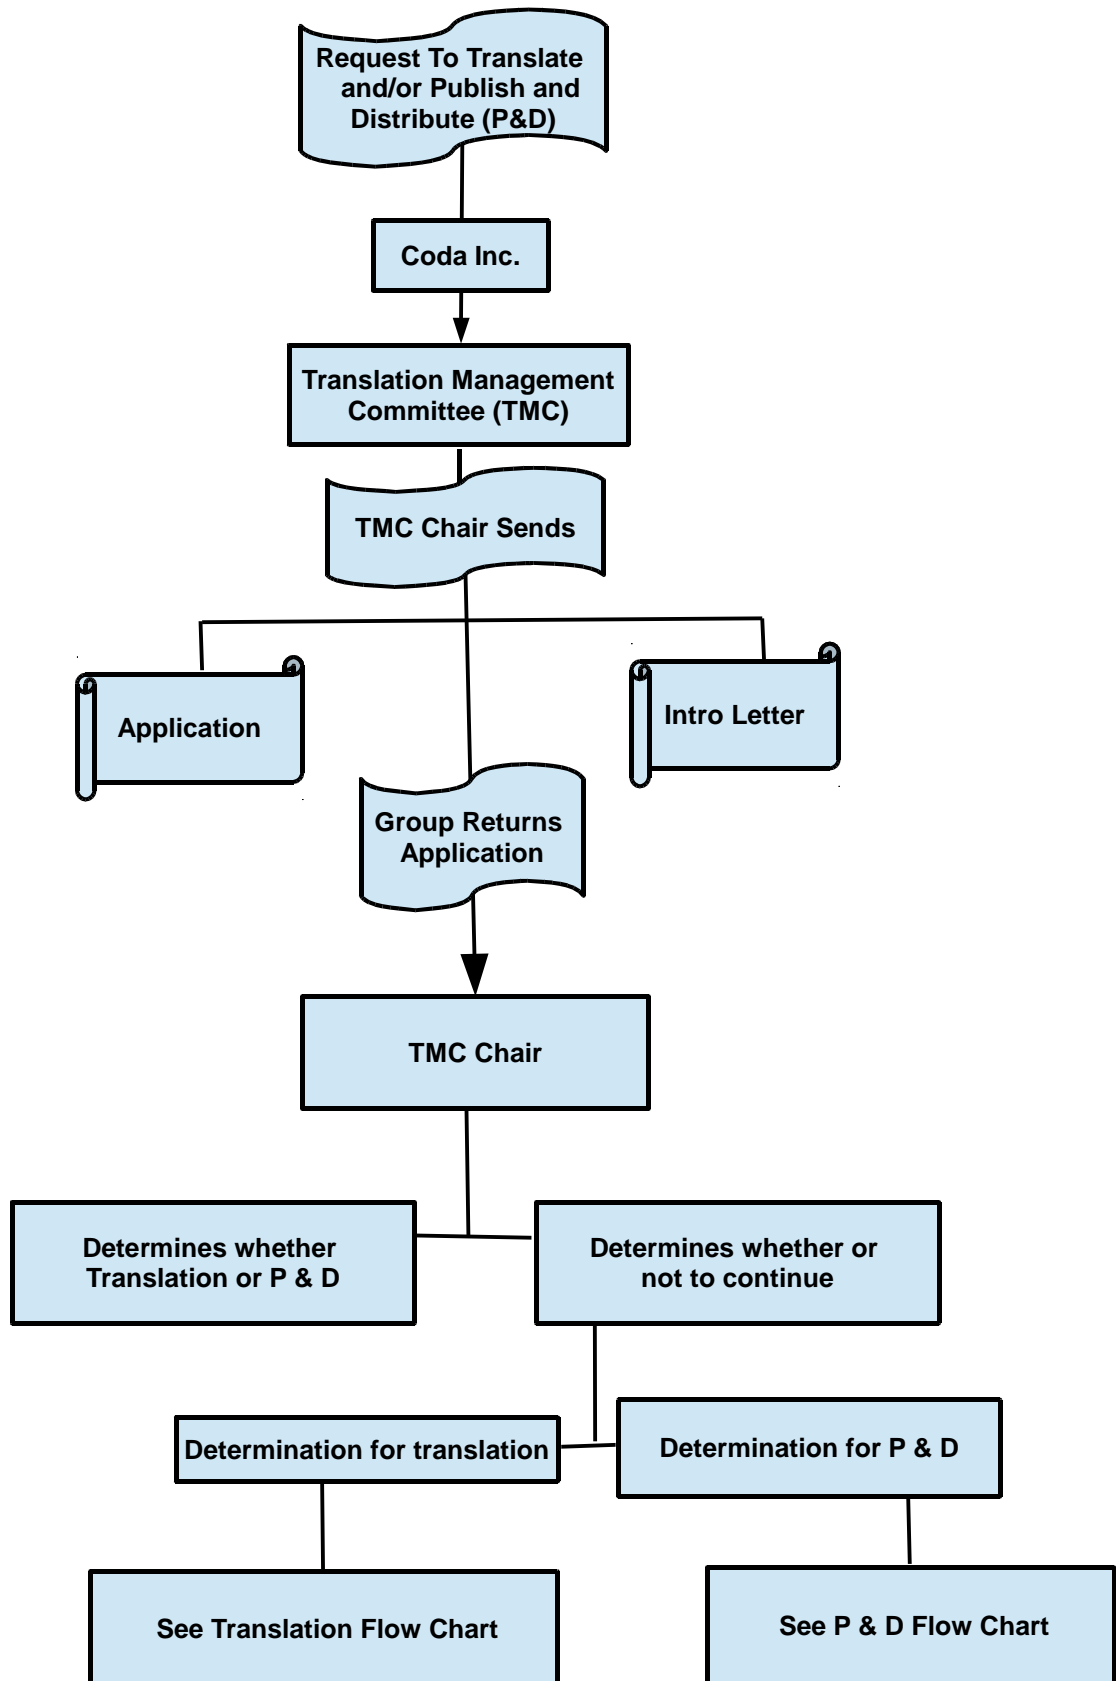 Request To Translate
and/or Publish and
Distribute (P&D)
Coda Inc.
Translation Management
Committee (TMC)
TMC Chair Sends
Application
Intro Letter
Group Returns
Application
TMC Chair
Determines whether
Translation or P & D
Determines whether or
not to continue
Determination for translation
Determination for P & D
See Translation Flow Chart
See P & D Flow Chart